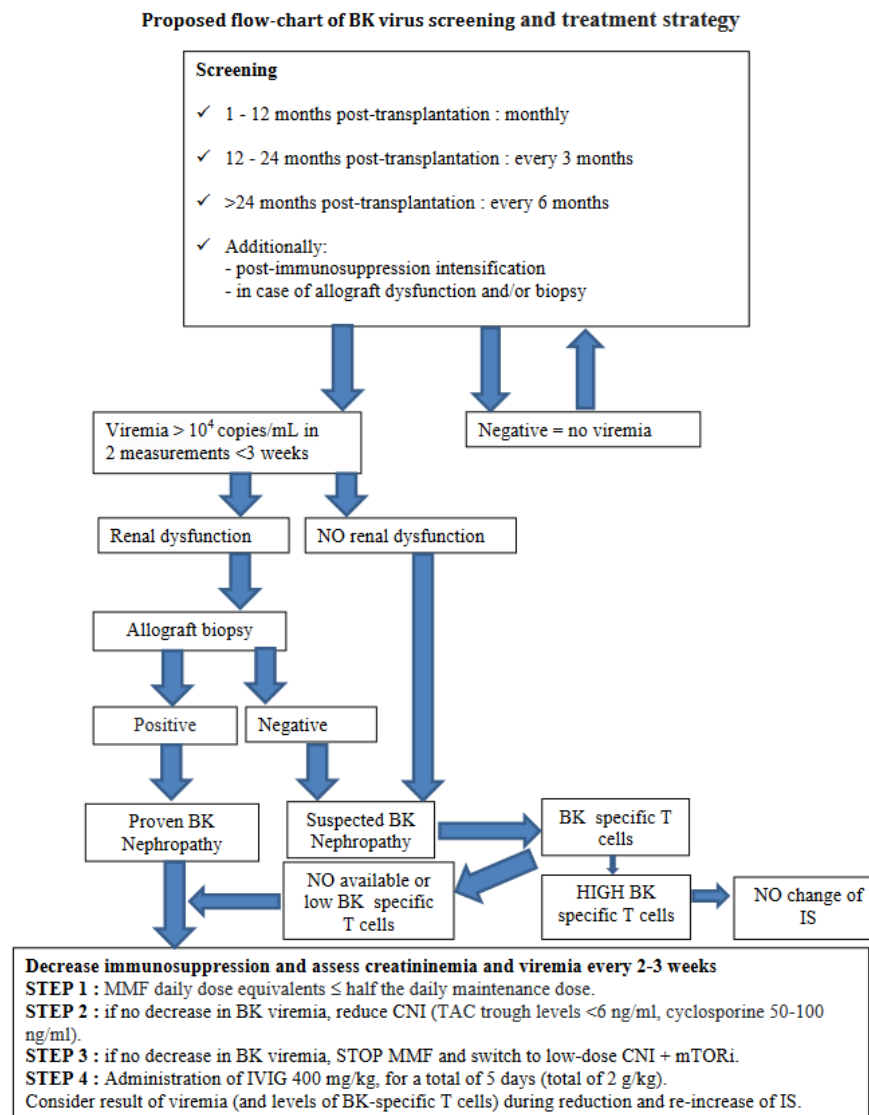 Proposed flow-chart of BK virus screening and treatment strategy
Screening
✓ 1 - 12 months post-transplantation : monthly
✓ 12 - 24 months post-transplantation : every 3 months
✓ >24 months post-transplantation : every 6 months
✓ Additionally:
- post-immunosuppression intensification
- in case of allograft dysfunction and/or biopsy
Viremia > 10⁴ copies/mL in
2 measurements <3 weeks
Negative = no viremia
Renal dysfunction
NO renal dysfunction
Allograft biopsy
Positive
Negative
Proven BK
Nephropathy
Suspected BK
Nephropathy
BK specific T
cells
NO available or
low BK specific
T cells
HIGH BK
specific T cells
NO change of
IS
Decrease immunosuppression and assess creatininemia and viremia every 2-3 weeks
STEP 1 : MMF daily dose equivalents ≤ half the daily maintenance dose.
STEP 2 : if no decrease in BK viremia, reduce CNI (TAC trough levels <6 ng/ml, cyclosporine 50-100
ng/ml).
STEP 3 : if no decrease in BK viremia, STOP MMF and switch to low-dose CNI + mTORi.
STEP 4 : Administration of IVIG 400 mg/kg, for a total of 5 days (total of 2 g/kg).
Consider result of viremia (and levels of BK-specific T cells) during reduction and re-increase of IS.